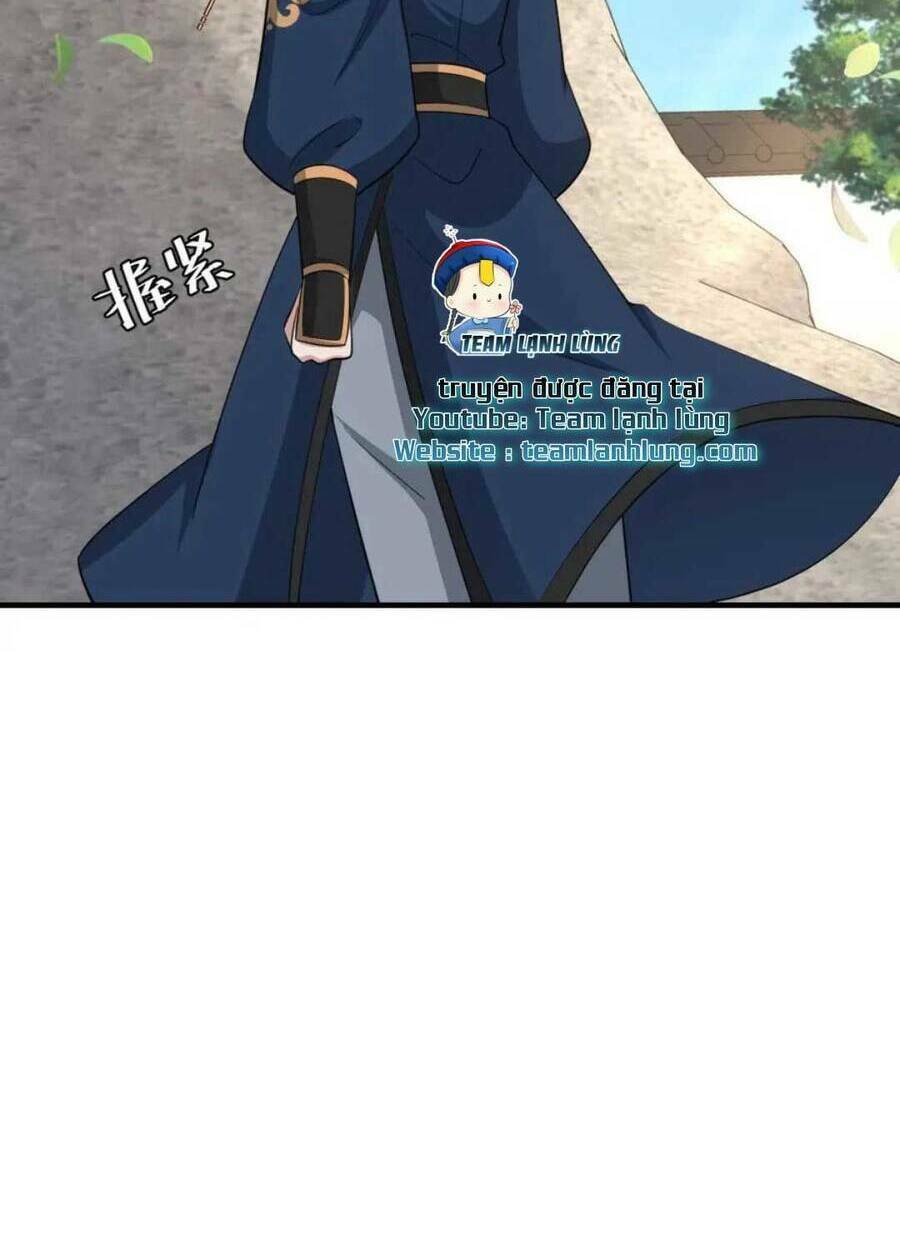 握紧
TEAM LẠNH LÙNG
truyện được đăng tại
Youtube: Team lạnh lùng
Website : teamlanhlung.com